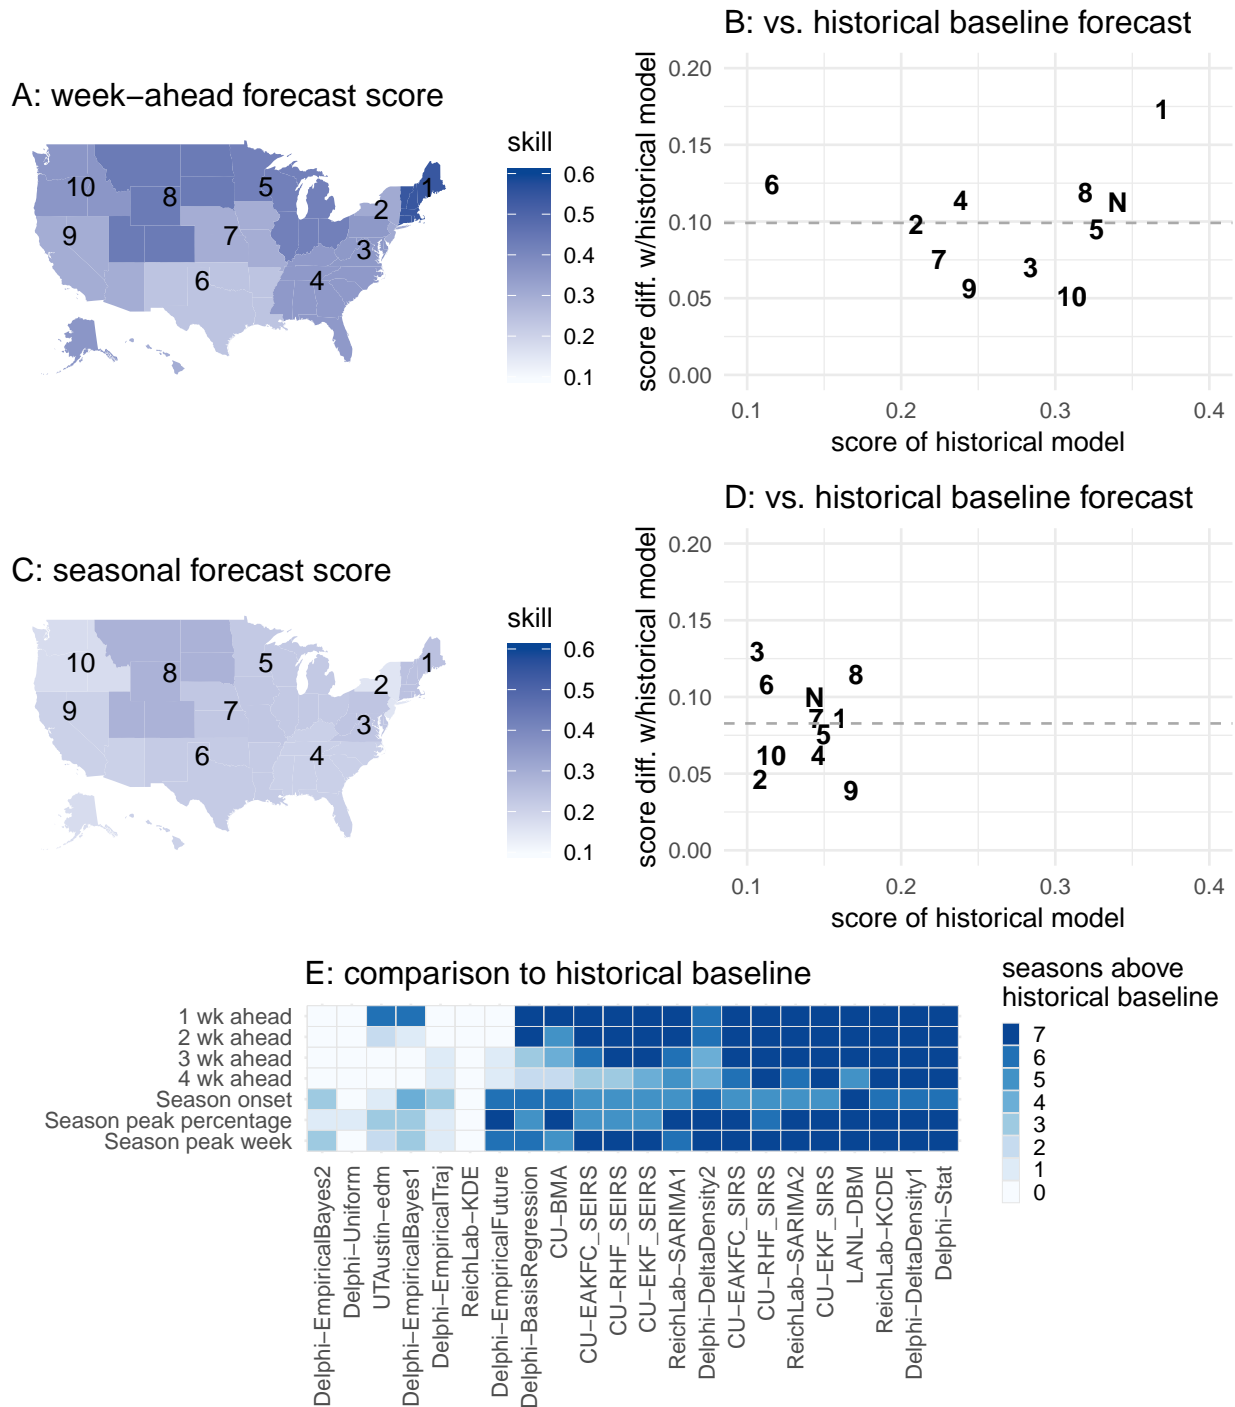 A: week−ahead forecast score
skill
0.6
0.5
0.4
0.3
0.2
0.1
10
8
5
1
2
9
7
3
6
4
B: vs. historical baseline forecast
score diff. w/historical model
0.20
0.15
0.10
0.05
0.00
1
6
4
8
N
2
5
7
3
9
10
0.1
0.2
0.3
0.4
score of historical model
C: seasonal forecast score
skill
0.6
0.5
0.4
0.3
0.2
0.1
10
8
5
1
2
9
7
3
6
4
D: vs. historical baseline forecast
score diff. w/historical model
0.20
0.15
0.10
0.05
0.00
3
6
8
N
7
1
5
10
4
2
9
0.1
0.2
0.3
0.4
score of historical model
E: comparison to historical baseline
1 wk ahead
2 wk ahead
3 wk ahead
4 wk ahead
Season onset
Season peak percentage
Season peak week
Delphi−EmpiricalBayes2
Delphi−Uniform
UTAustin−edm
Delphi−EmpiricalBayes1
Delphi−EmpiricalTraj
ReichLab−KDE
Delphi−EmpiricalFuture
Delphi−BasisRegression
CU−BMA
CU−EAKFC_SEIRS
CU−RHF_SEIRS
CU−EKF_SEIRS
ReichLab−SARIMA1
Delphi−DeltaDensity2
CU−EAKFC_SIRS
CU−RHF_SIRS
ReichLab−SARIMA2
CU−EKF_SIRS
LANL−DBM
ReichLab−KCDE
Delphi−DeltaDensity1
Delphi−Stat
seasons above
historical baseline
7
6
5
4
3
2
1
0